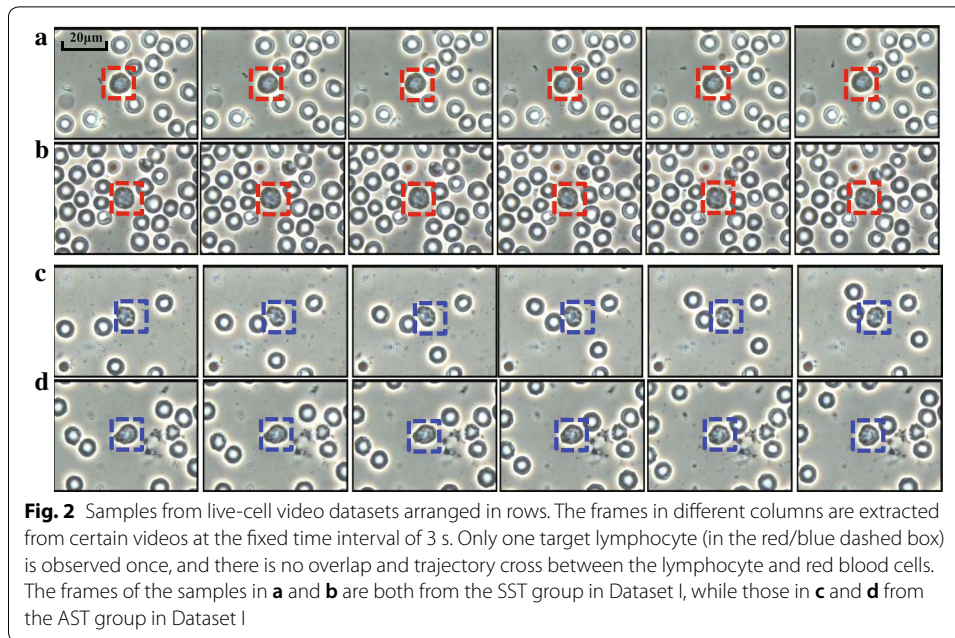 a
20μm
b
c
d
Fig. 2 Samples from live-cell video datasets arranged in rows. The frames in different columns are extracted
from certain videos at the fixed time interval of 3 s. Only one target lymphocyte (in the red/blue dashed box)
is observed once, and there is no overlap and trajectory cross between the lymphocyte and red blood cells.
The frames of the samples in a and b are both from the SST group in Dataset I, while those in c and d from
the AST group in Dataset I